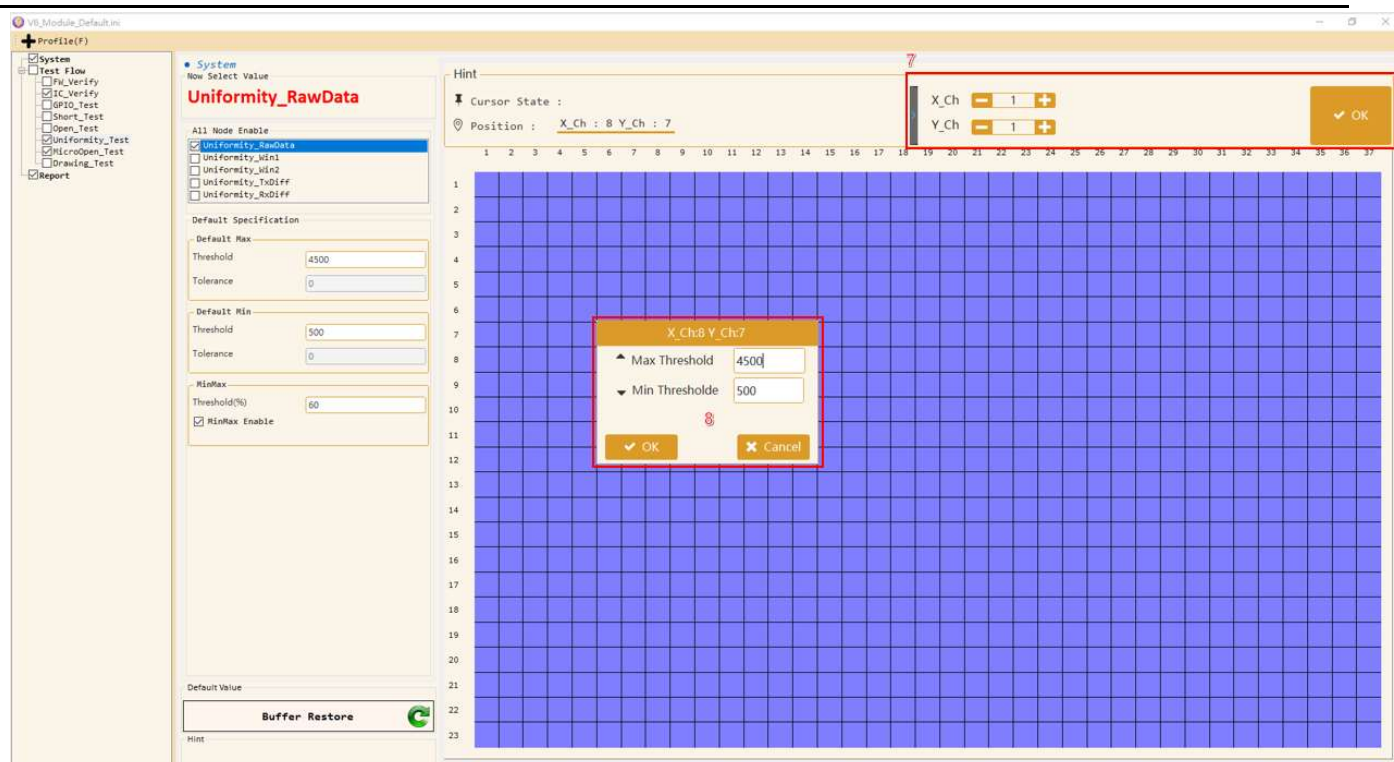 V6_Module_Default.ini
Profile(F)
System
Test Flow
FW_Verify
IC_Verify
GPIO_Test
Short_Test
Open_Test
Uniformity_Test
MicroOpen_Test
Drawing_Test
Report
System
Now Select Value
Uniformity_RawData
All Node Enable
Uniformity_RawData
Uniformity_Win1
Uniformity_Win2
Uniformity_TxDiff
Uniformity_RxDiff
Default Specification
Default Max
Threshold 4500
Tolerance 0
Default Min
Threshold 500
Tolerance 0
MinMax
Threshold(%) 60
MinMax Enable
Default Value
Buffer Restore
Hint
Hint
Cursor State :
Position : X_Ch : 8 Y_Ch : 7
7
X_Ch 1
Y_Ch 1
OK
1 2 3 4 5 6 7 8 9 10 11 12 13 14 15 16 17 18 19 20 21 22 23 24 25 26 27 28 29 30 31 32 33 34 35 36 37
1
2
3
4
5
6
7
8
9
10
11
12
13
14
15
16
17
18
19
20
21
22
23
X_Ch:8 Y_Ch:7
Max Threshold 4500
Min Thresholde 500
8
OK Cancel